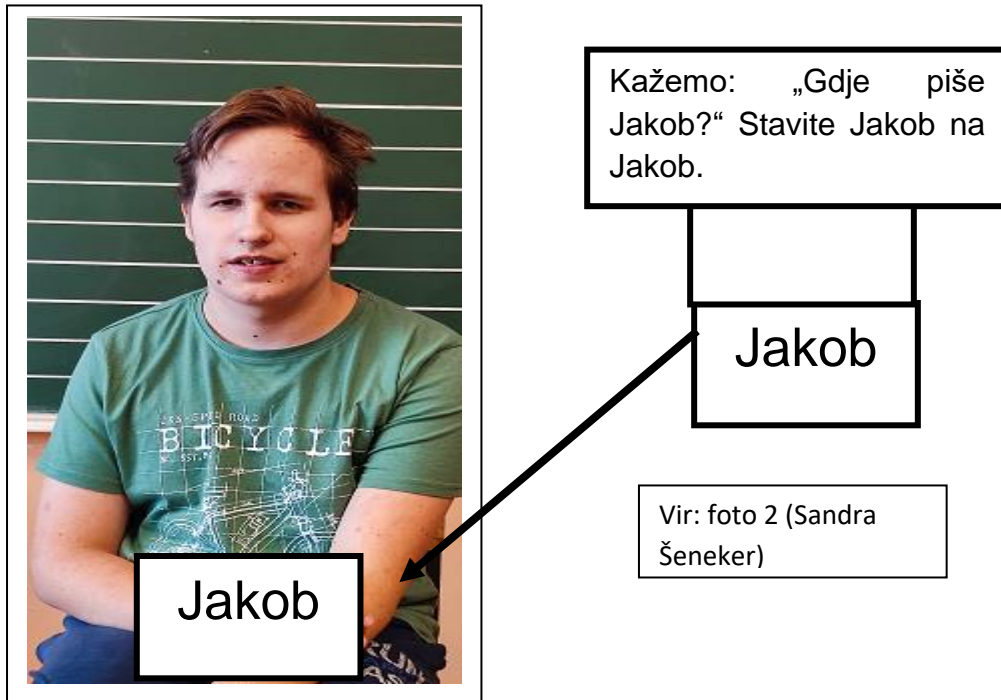 Kažemo: „Gdje piše
Jakob?“ Stavite Jakob na
Jakob.
Jakob
Vir: foto 2 (Sandra
Šeneker)
BICYCLE
Jakob